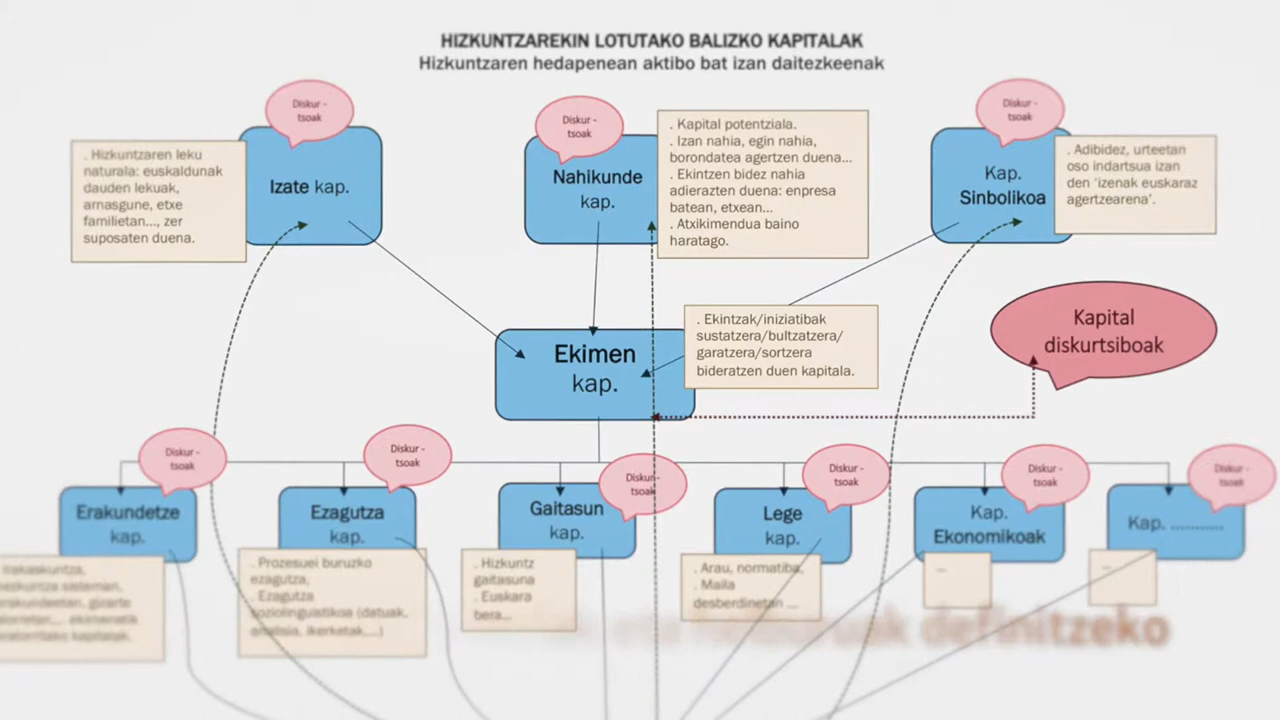 HIZKUNTZAREKIN LOTUTAKO BALIZKO KAPITALAK
Hizkuntzaren hedapenean aktibo bat izan daitezkeenak
Diskur -
tsoak
. Hizkuntzaren leku
naturala: euskaldunak
dauden lekuak,
arnasgune, etxe
familietan..., zer
suposaten duena.
Izate kap.
Diskur -
tsoak
Nahikunde
kap.
. Kapital potentziala.
. Izan nahia, egin nahia,
borondatea agertzen duena...
. Ekintzen bidez nahia
adierazten duena: enpresa
batean, etxean...
. Atxikimendua baino
haratago.
Diskur -
tsoak
Kap.
Sinbolikoa
. Adibidez, urteetan
oso indartsua izan
den ‘izenak euskaraz
agertzearena’.
Ekimen
kap.
. Ekintzak/iniziatibak
sustatzera/bultzatzera/
garatzera/sortzera
bideratzen duen kapitala.
Kapital
diskurtsiboak
Diskur -
tsoak
Erakundetze
kap.
Diskur -
tsoak
Ezagutza
kap.
. Prozesuei buruzko
ezagutza,
. Ezagutza
soziolinguistikoa (datuak,
analisia, ikerketak,...)
Diskur -
tsoak
Gaitasun
kap.
. Hizkuntz
gaitasuna
. Euskara
bera...
Diskur -
tsoak
Lege
kap.
. Arau, normatiba,
. Maila
desberdinetan ...
Diskur -
tsoak
Kap.
Ekonomikoak
...
Diskur -
tsoak
Kap. ............
...
definitzeko